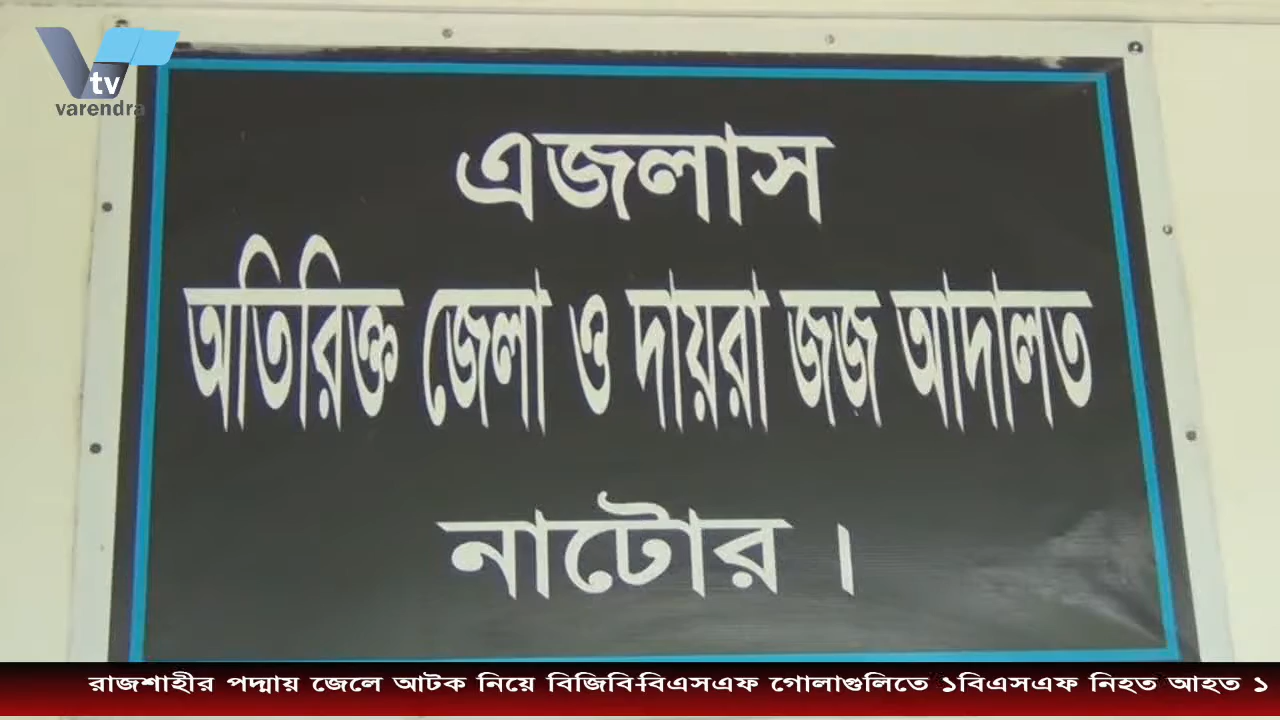 tv
varendra
এজলাস
অতিরিক্ত জেলা ও দায়রা জজ আদালত
নাটোর ।
রাজশাহীর পদ্মায় জেলে আটক নিয়ে বিজিবি-বিএসএফ গোলাগুলিতে ১বিএসএফ নিহত আহত ১